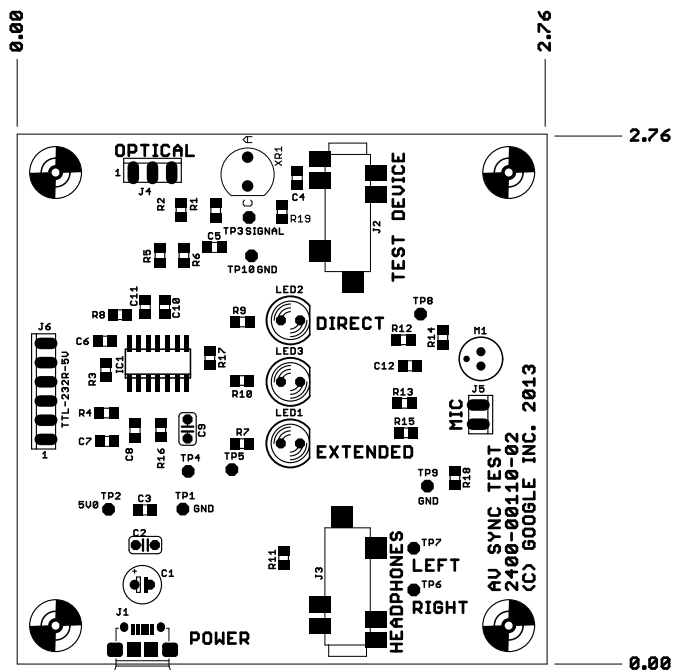 0.00
2.76
2.76
OPTICAL
1
J4
A
XR1
C
C4
R2
R1
R19
TP3 SIGNAL
J2
TEST DEVICE
R5
R6
C5
TP10 GND
LED2
C11
C10
R8
R9
DIRECT
TP8
J6
C6
IC1
R17
LED3
R12
R14
M1
TTL-232R-5V
R3
R10
C12
J5
R4
LED1
R13
MIC
C7
C8
R16
C9
R7
R15
EXTENDED
1
TP4
TP5
R18
TP9
GND
5V0
TP2
C3
TP1
GND
C2
R11
J3
HEADPHONES
TP7
LEFT
TP6
RIGHT
+
C1
J1
POWER
AV SYNC TEST
2400-00110-02
(C) GOOGLE INC. 2013
0.00